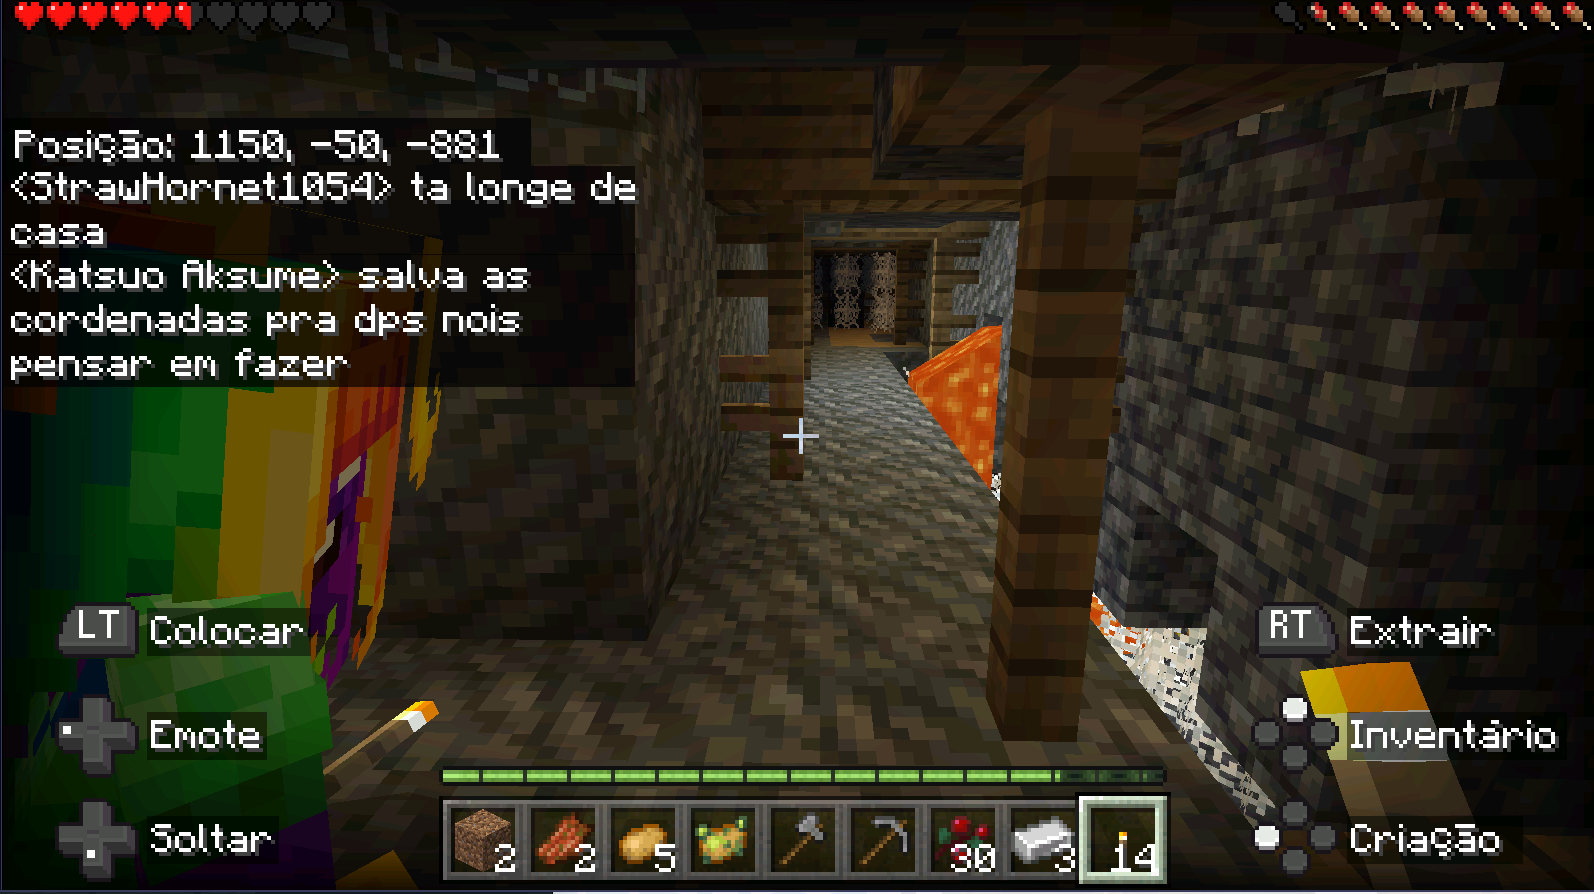 Posição: 1150, -50, -881
<StrawHornet1054> ta longe de
casa
<Katsuo Aksume> salva as
cordenadas pra dps nois
pensar em fazer
LT Colocar
RT Extrair
Emote
Inventário
Soltar
Criação
2 2 5 30 3 14